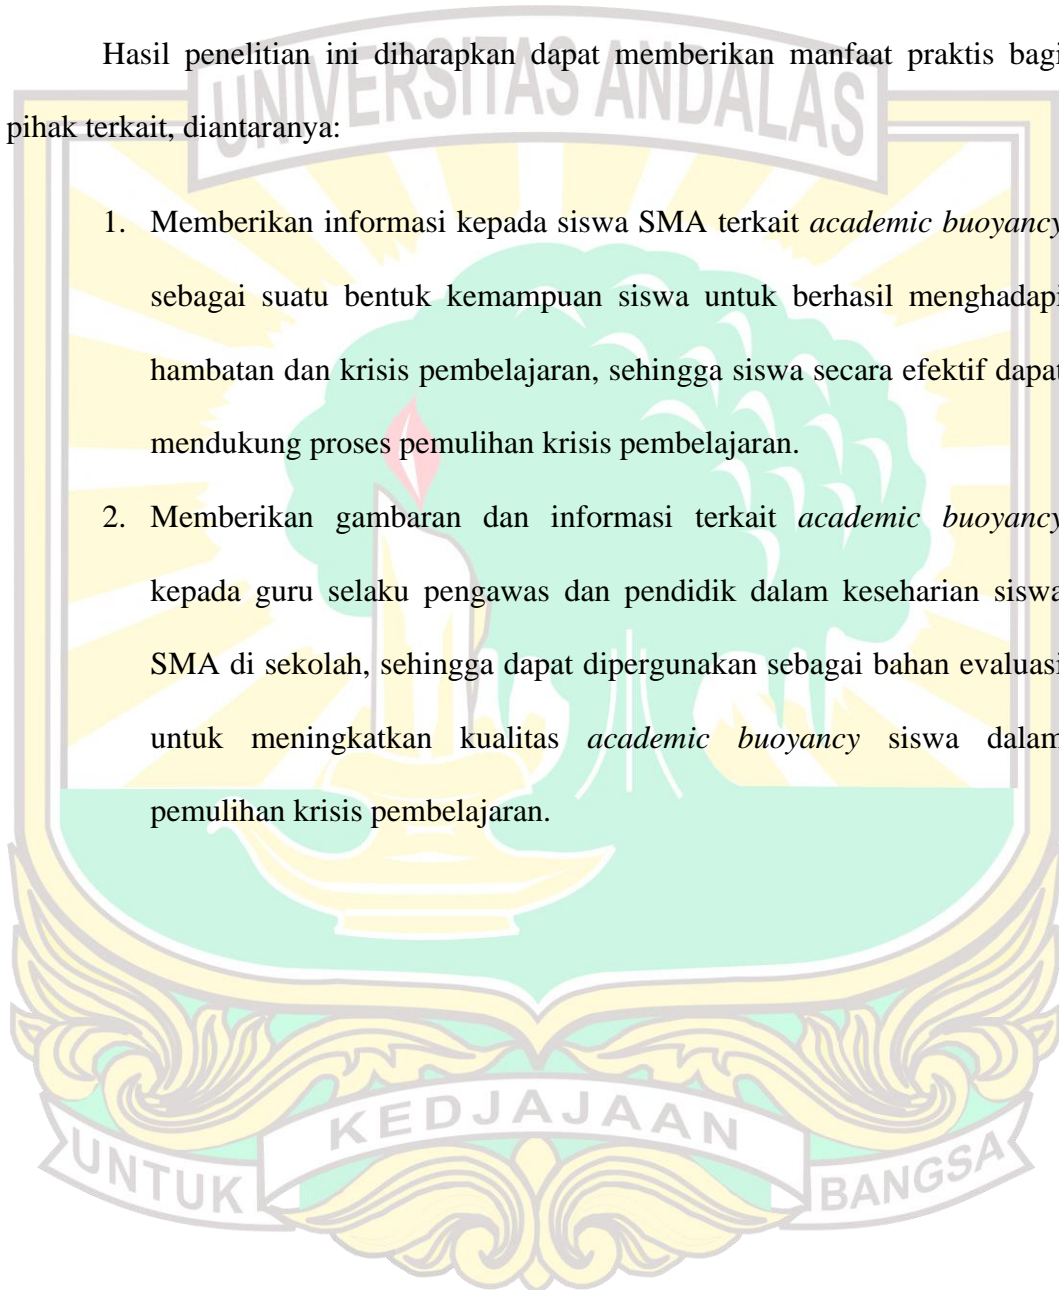 Hasil penelitian ini diharapkan dapat memberikan manfaat praktis bagi
UNIVERSITAS ANDALAS
pihak terkait, diantaranya:
1. Memberikan informasi kepada siswa SMA terkait academic buoyancy
sebagai suatu bentuk kemampuan siswa untuk berhasil menghadapi
hambatan dan krisis pembelajaran, sehingga siswa secara efektif dapat
mendukung proses pemulihan krisis pembelajaran.
2. Memberikan gambaran dan informasi terkait academic buoyancy
kepada guru selaku pengawas dan pendidik dalam keseharian siswa
SMA di sekolah, sehingga dapat dipergunakan sebagai bahan evaluasi
untuk meningkatkan kualitas academic buoyancy siswa dalam
pemulihan krisis pembelajaran.
UNTUK KEDJAJAAN BANGSA